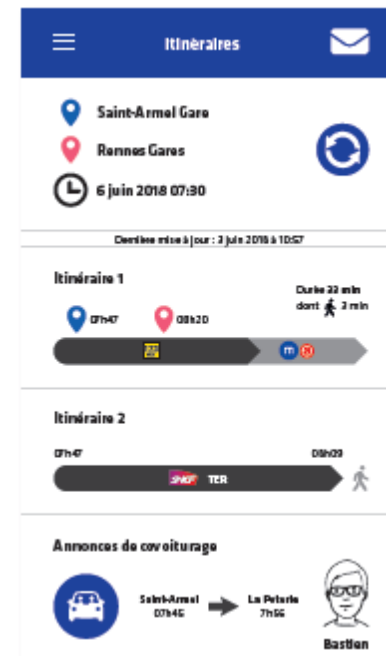 Itinéraires
Saint-Armel Gare
Rennes Gares
6 juin 2018 07:30
Dernière mise à jour : 3 juin 2018 à 10:57
Itinéraire 1
Durée 33 min
dont 3 min
07h47 08h20
m
Itinéraire 2
07h47 08h09
SNCF TER
Annonces de covoiturage
Saint-Armel La Poterie
07h45 7h55
Bastien